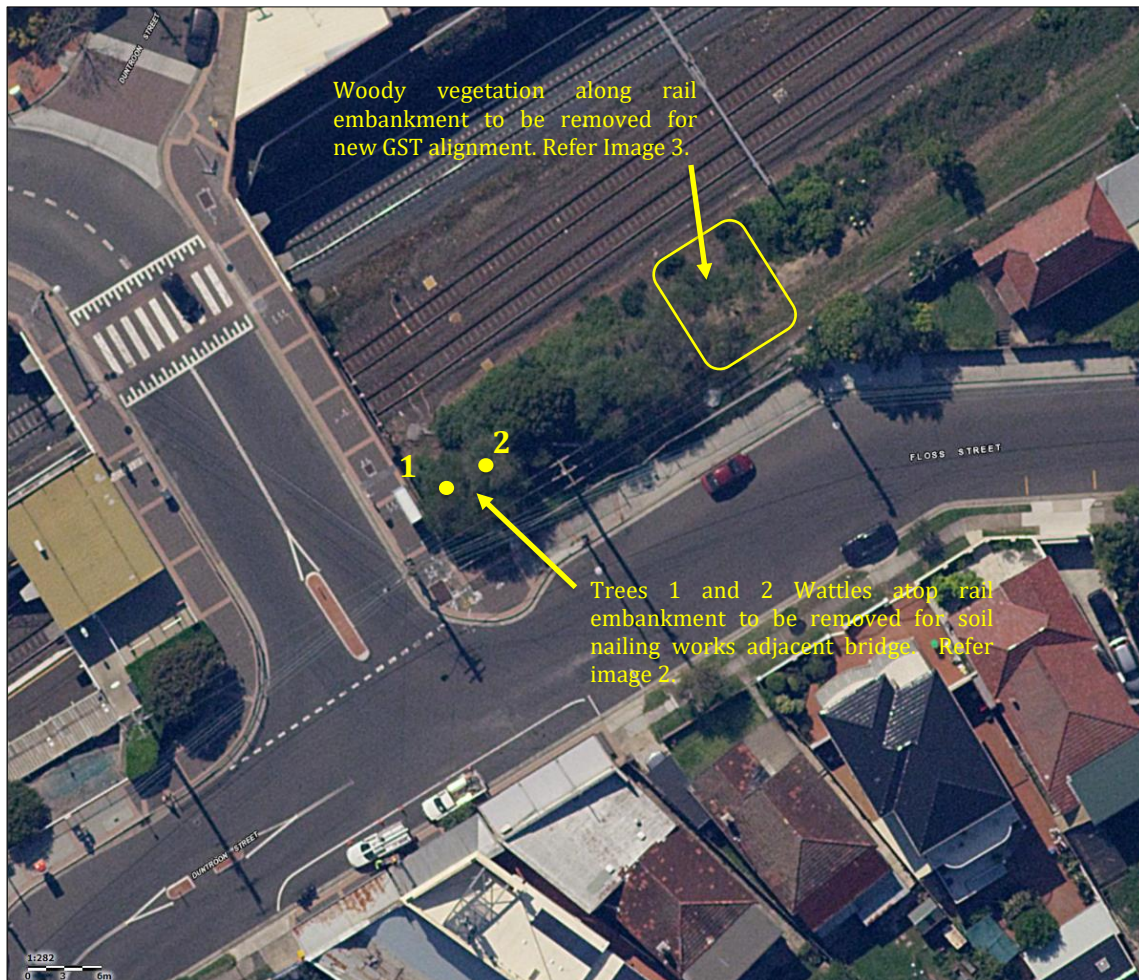 DUNTROON STREET
Woody vegetation along rail
embankment to be removed for
new GST alignment. Refer Image 3.
FLOSS STREET
1
2
Trees 1 and 2 Wattles atop rail
embankment to be removed for soil
nailing works adjacent bridge. Refer
image 2.
DUNTROON STREET
1:282
0 3 6m